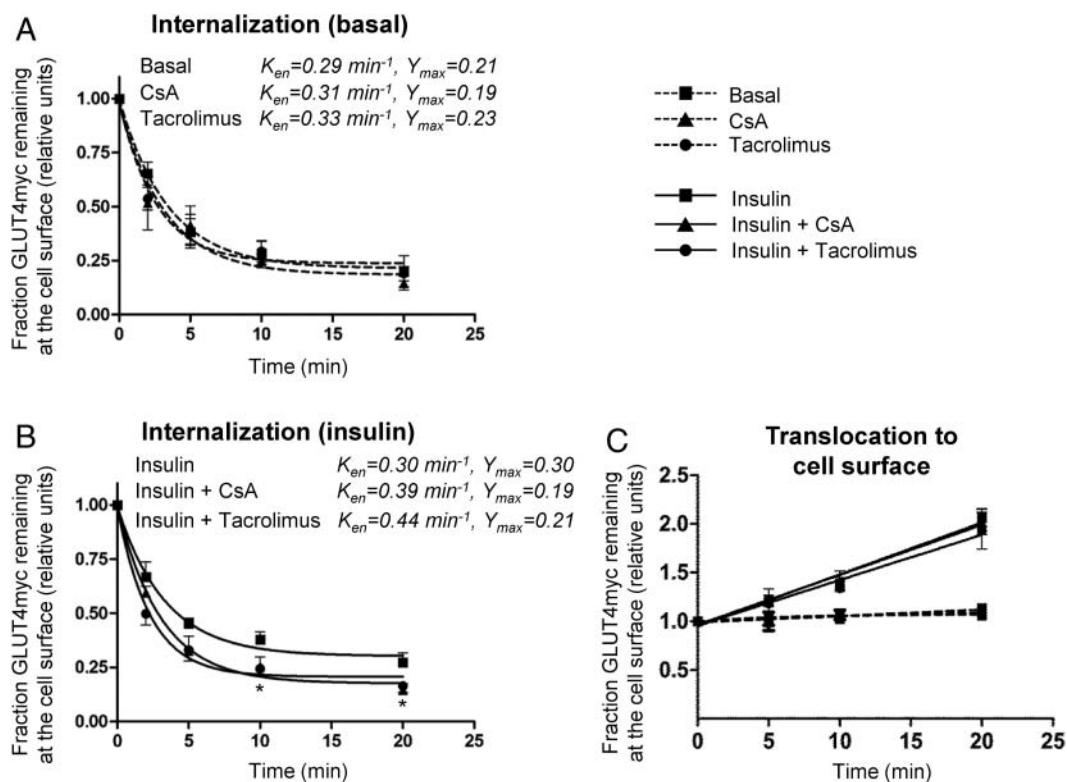 A
Internalization (basal)
Basal K_en=0.29 min⁻¹, Y_max=0.21
CsA K_en=0.31 min⁻¹, Y_max=0.19
Tacrolimus K_en=0.33 min⁻¹, Y_max=0.23
Fraction GLUT4myc remaining
at the cell surface (relative units)
1.00
0.75
0.50
0.25
0.00
0 5 10 15 20 25
Time (min)
Basal
CsA
Tacrolimus
Insulin
Insulin + CsA
Insulin + Tacrolimus
B
Internalization (insulin)
Insulin K_en=0.30 min⁻¹, Y_max=0.30
Insulin + CsA K_en=0.39 min⁻¹, Y_max=0.19
Insulin + Tacrolimus K_en=0.44 min⁻¹, Y_max=0.21
Fraction GLUT4myc remaining
at the cell surface (relative units)
1.00
0.75
0.50
0.25
0.00
* *
0 5 10 15 20 25
Time (min)
C
Translocation to
cell surface
Fraction GLUT4myc remaining
at the cell surface (relative units)
2.5
2.0
1.5
1.0
0.5
0 5 10 15 20 25
Time (min)